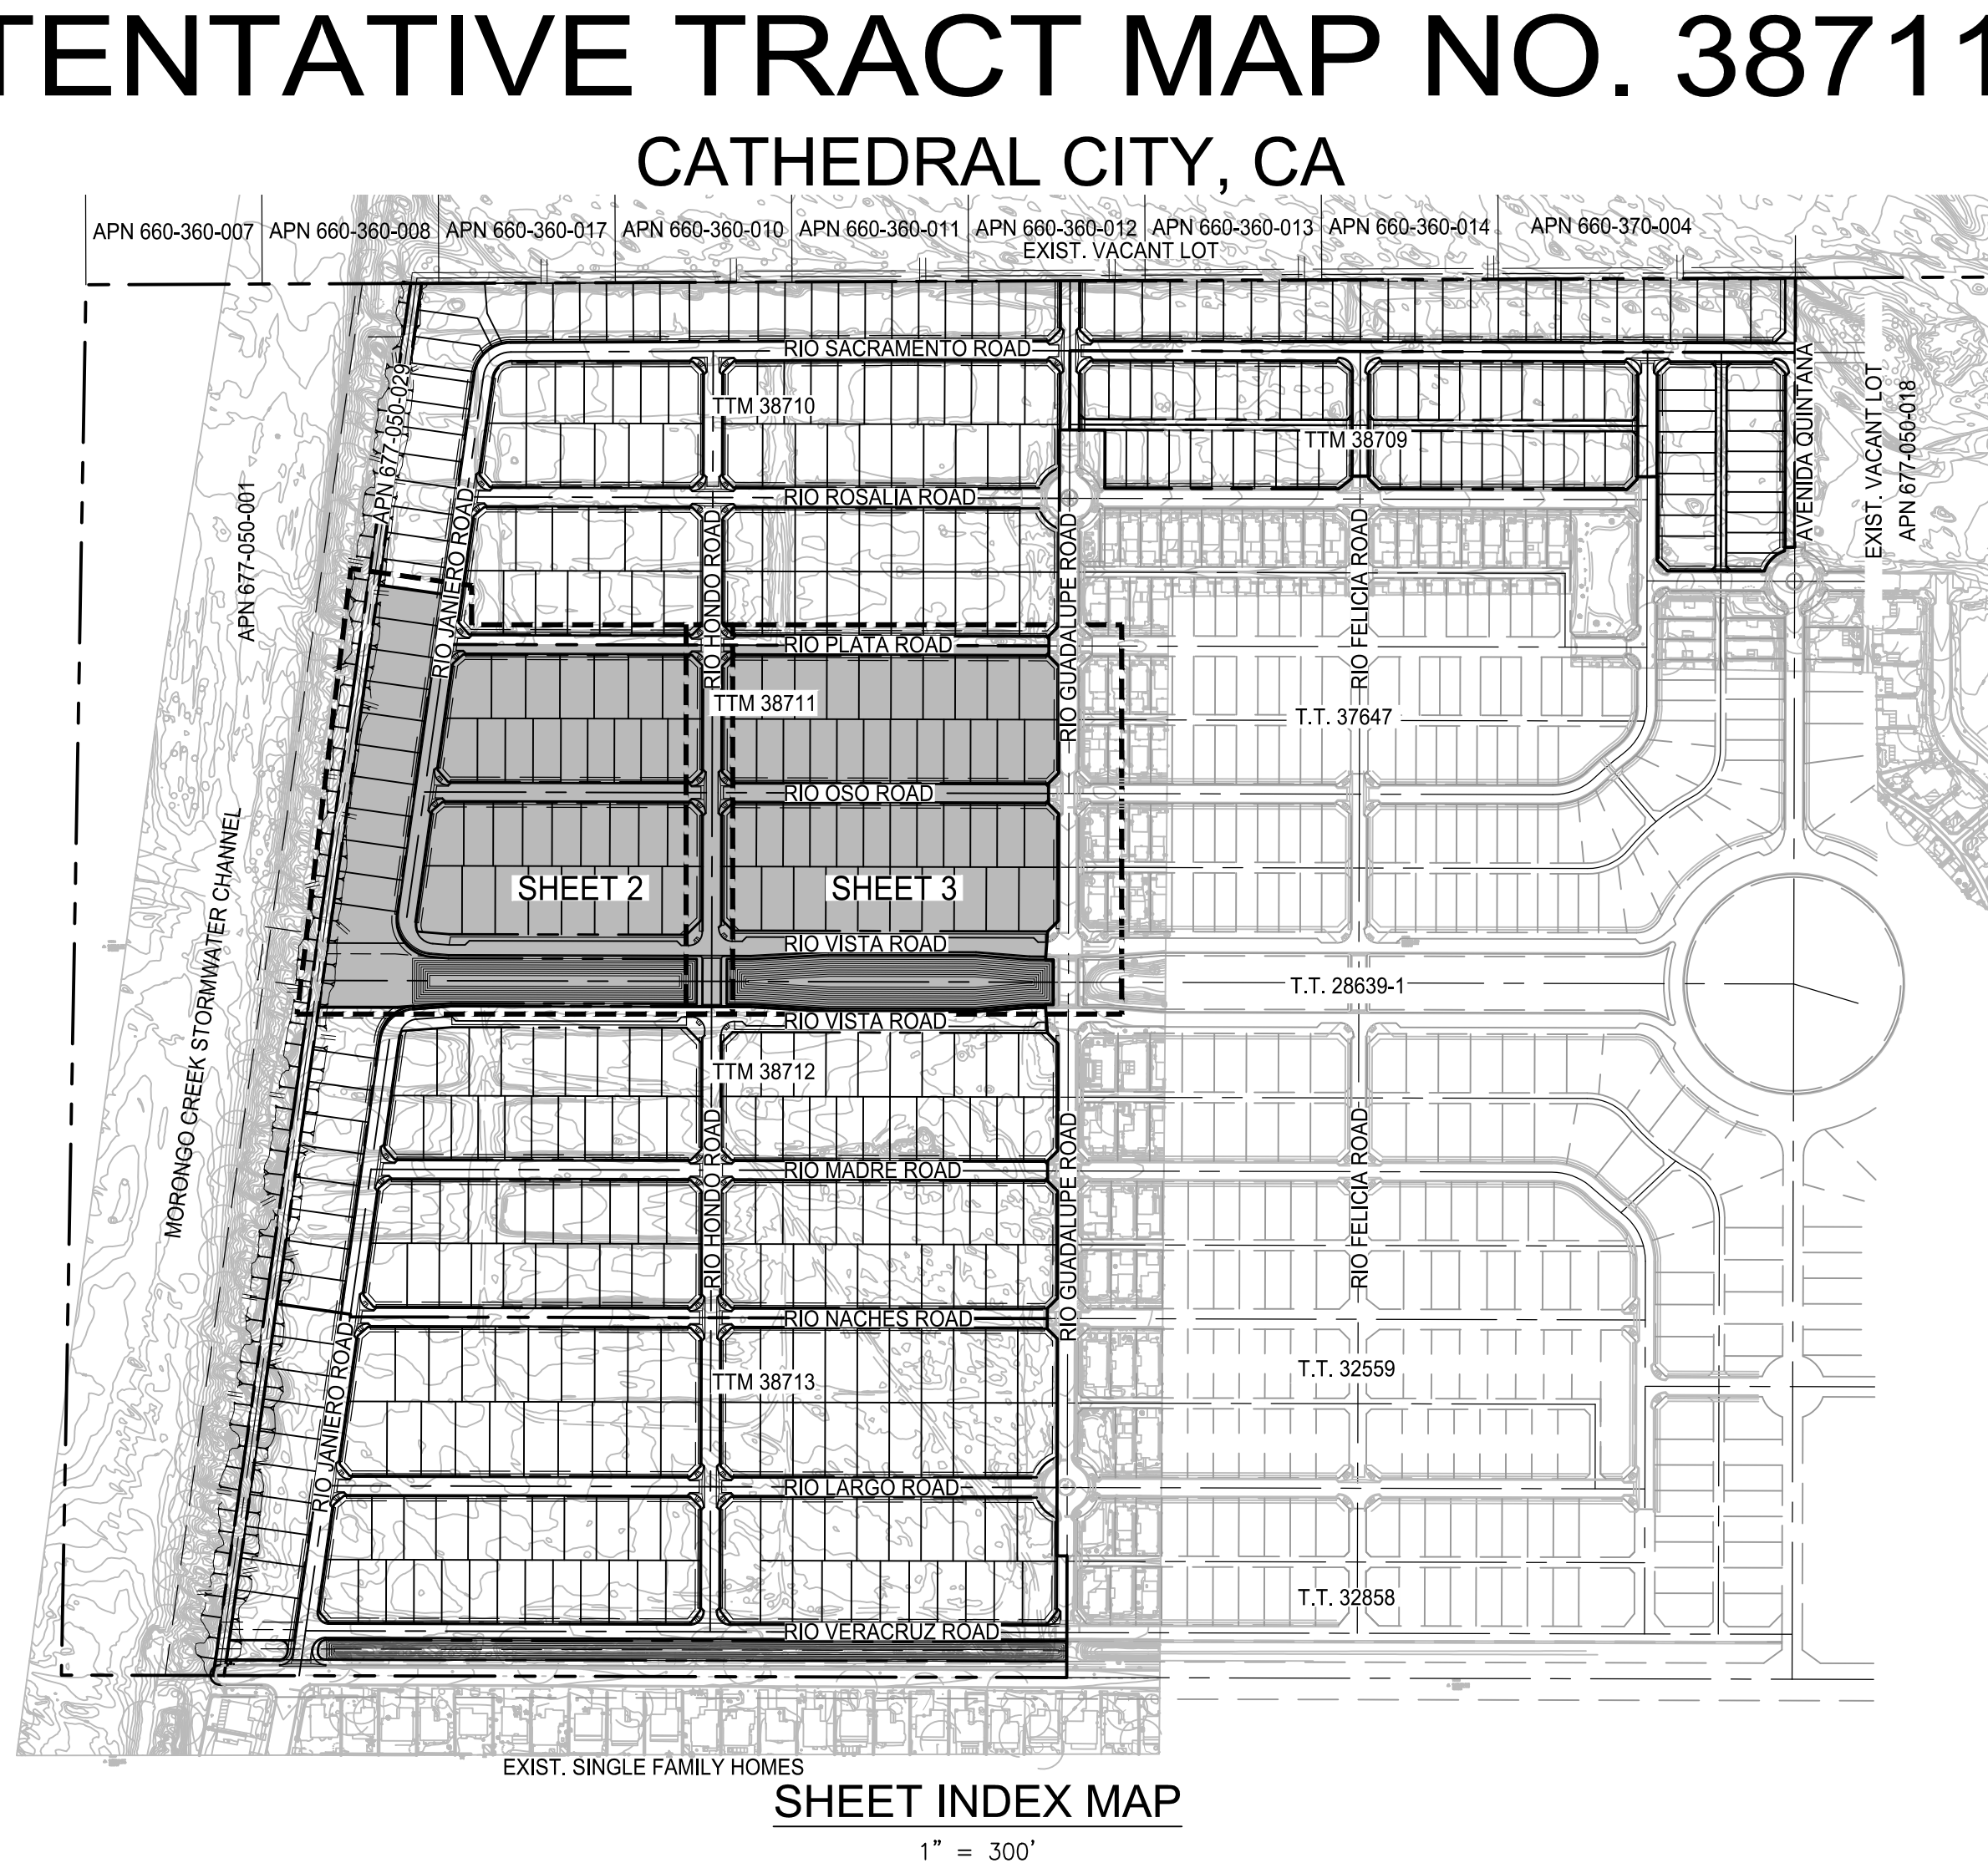 TENTATIVE TRACT MAP NO. 38711
CATHEDRAL CITY, CA
APN 660-360-007
APN 660-360-008
APN 660-360-017
APN 660-360-010
APN 660-360-011
APN 660-360-012
APN 660-360-013
APN 660-360-014
APN 660-370-004
EXIST. VACANT LOT
RIO SACRAMENTO ROAD
AVENIDA QUINTANA
EXIST. VACANT LOT
APN 677-050-018
APN 677-050-029
APN 677-050-001
TTM 38710
TTM 38709
RIO ROSALIA ROAD
RIO JANIERO ROAD
RIO HONDO ROAD
RIO GUADALUPE ROAD
RIO FELICIA ROAD
RIO PLATA ROAD
TTM 38711
T.T. 37647
RIO OSO ROAD
SHEET 2
SHEET 3
RIO VISTA ROAD
T.T. 28639-1
RIO VISTA ROAD
MORONGO CREEK STORMWATER CHANNEL
TTM 38712
RIO HONDO ROAD
RIO GUADALUPE ROAD
RIO FELICIA ROAD
RIO MADRE ROAD
RIO NACHES ROAD
RIO JANIERO ROAD
TTM 38713
T.T. 32559
RIO LARGO ROAD
T.T. 32858
RIO VERACRUZ ROAD
EXIST. SINGLE FAMILY HOMES
SHEET INDEX MAP
1" = 300'